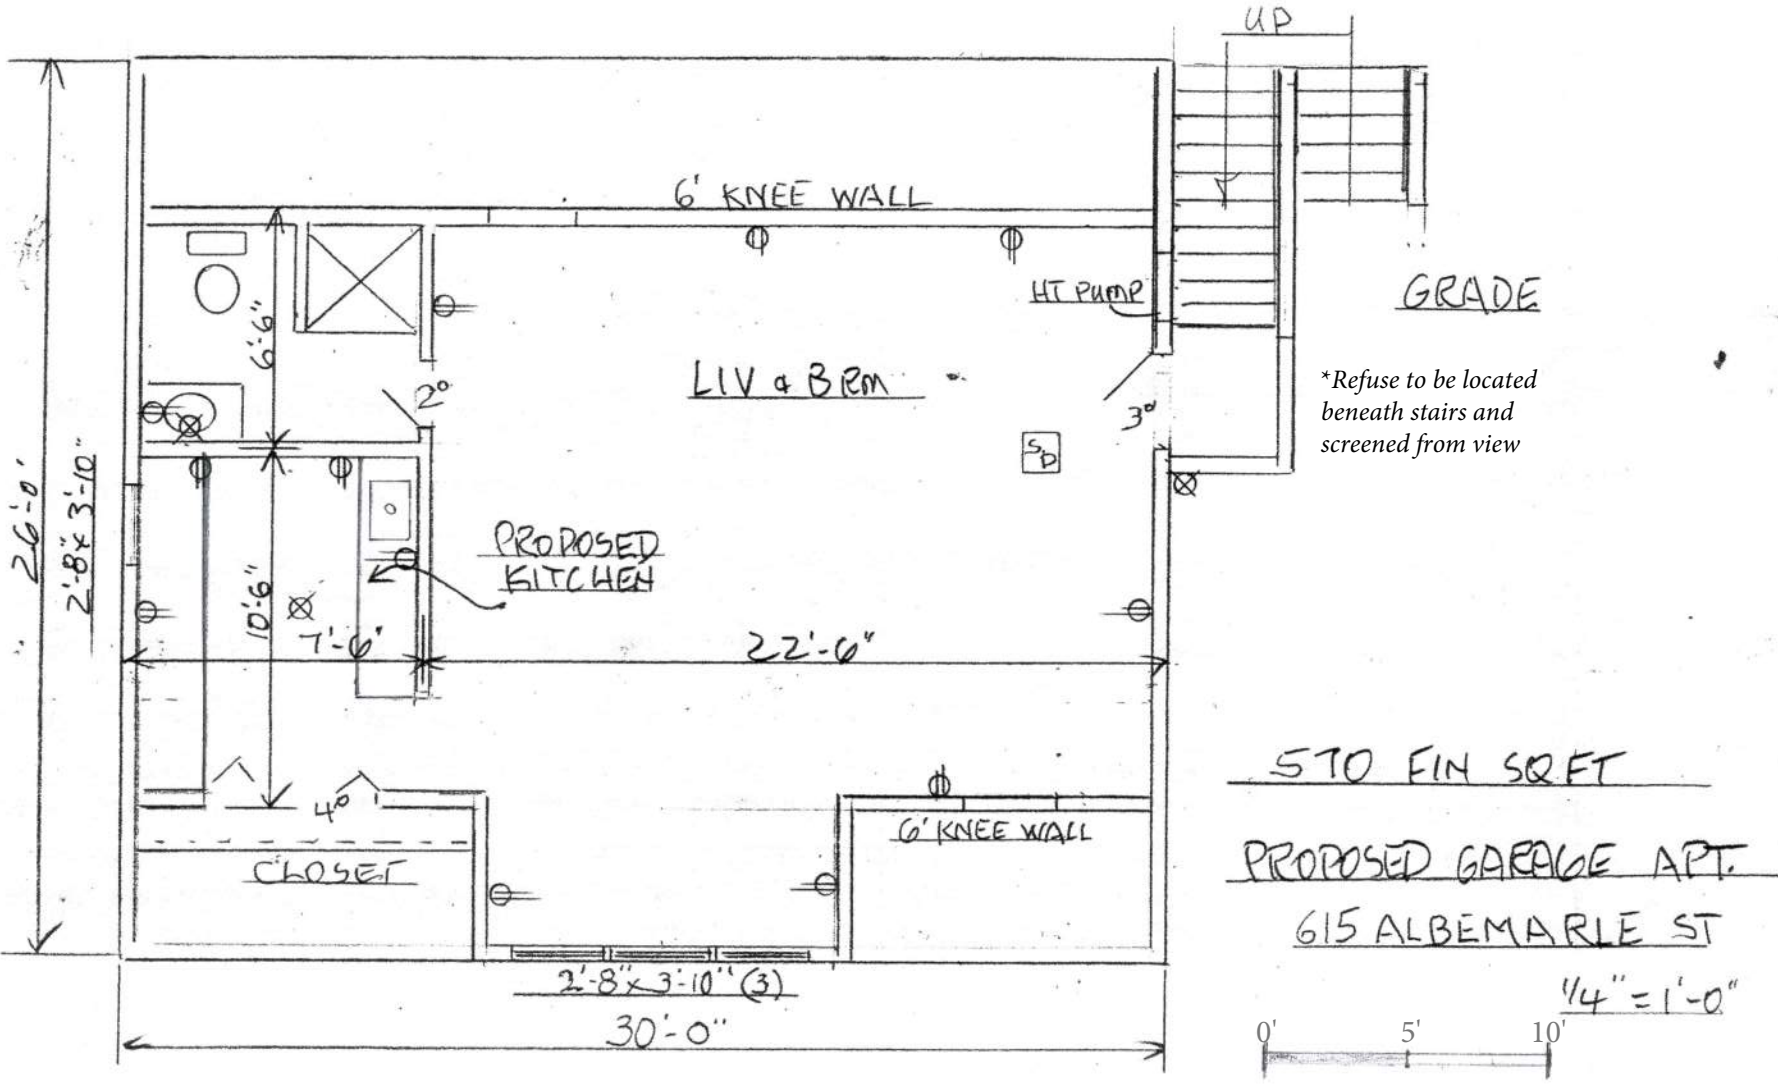 UP
6' KNEE WALL
HT PUMP
GRADE
6'-6"
2°
LIV & BRM
3°
*Refuse to be located
beneath stairs and
screened from view
SD
26'-0'
2'-8" x 3'-10"
PROPOSED
KITCHEN
10'-6"
7'-6"
22'-6"
4°
6' KNEE WALL
CLOSET
570 FIN SQ FT
PROPOSED GARAGE APT.
615 ALBEMARLE ST
2'-8" x 3'-10" (3)
1/4" = 1'-0"
30'-0"
0' 5' 10'